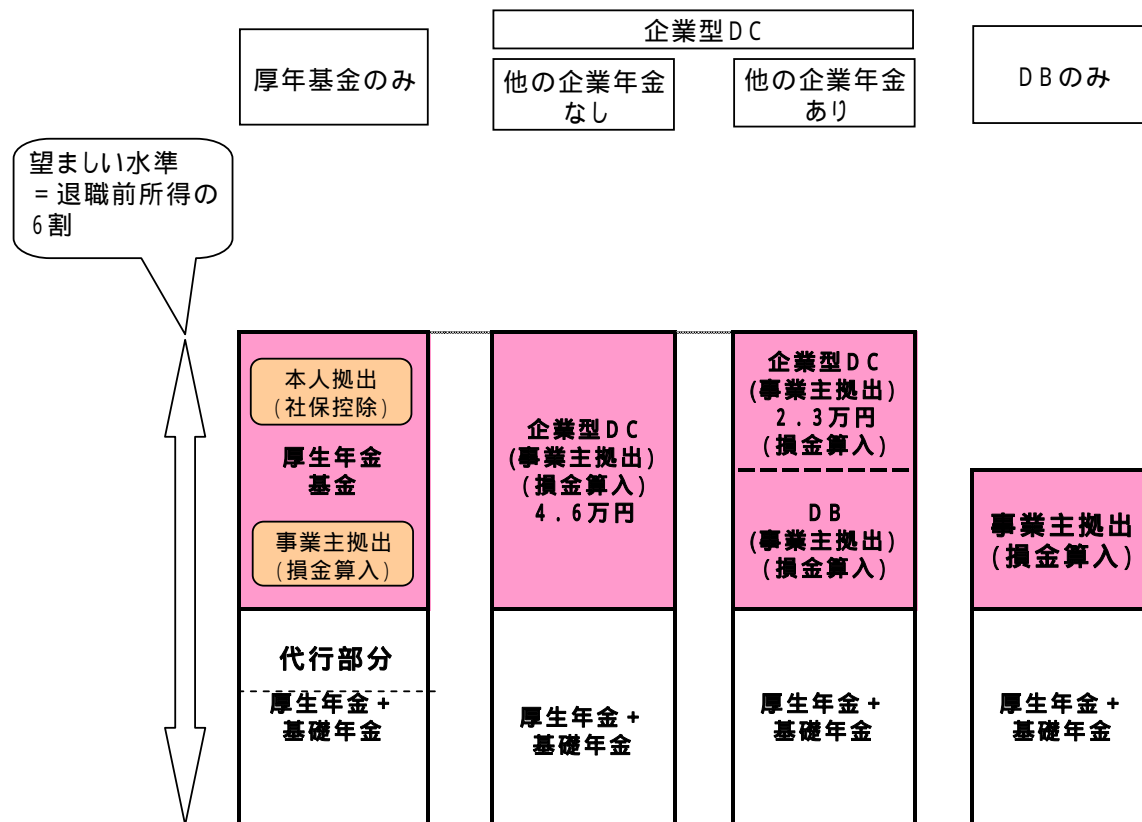 企業型DC
厚年基金のみ
他の企業年金
なし
他の企業年金
あり
DBのみ
望ましい水準
=退職前所得の
6割
本人拠出
(社保控除)
厚生年金
基金
事業主拠出
(損金算入)
代行部分
厚生年金+
基礎年金
企業型DC
(事業主拠出)
(損金算入)
4.6万円
厚生年金+
基礎年金
企業型DC
(事業主拠出)
2.3万円
(損金算入)
DB
(事業主拠出)
(損金算入)
厚生年金+
基礎年金
事業主拠出
(損金算入)
厚生年金+
基礎年金